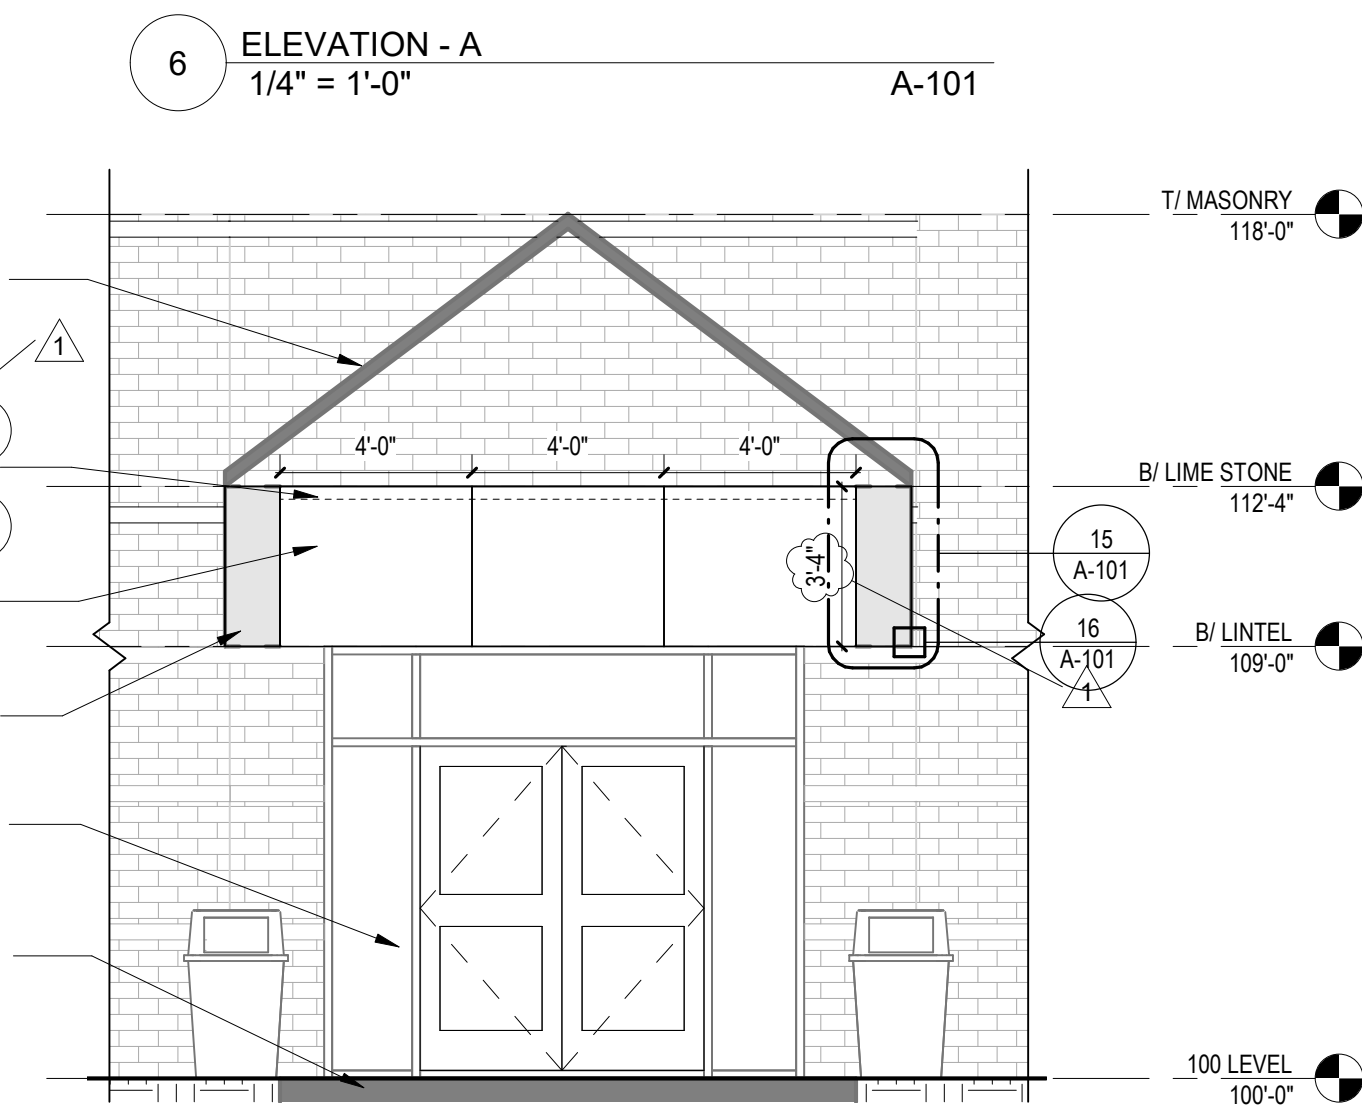 6
ELEVATION - A
1/4" = 1'-0"
A-101
T/ MASONRY
118'-0"
1
4'-0"
4'-0"
4'-0"
B/ LIME STONE
112'-4"
3'-4"
15
A-101
16
A-101
1
B/ LINTEL
109'-0"
100 LEVEL
100'-0"